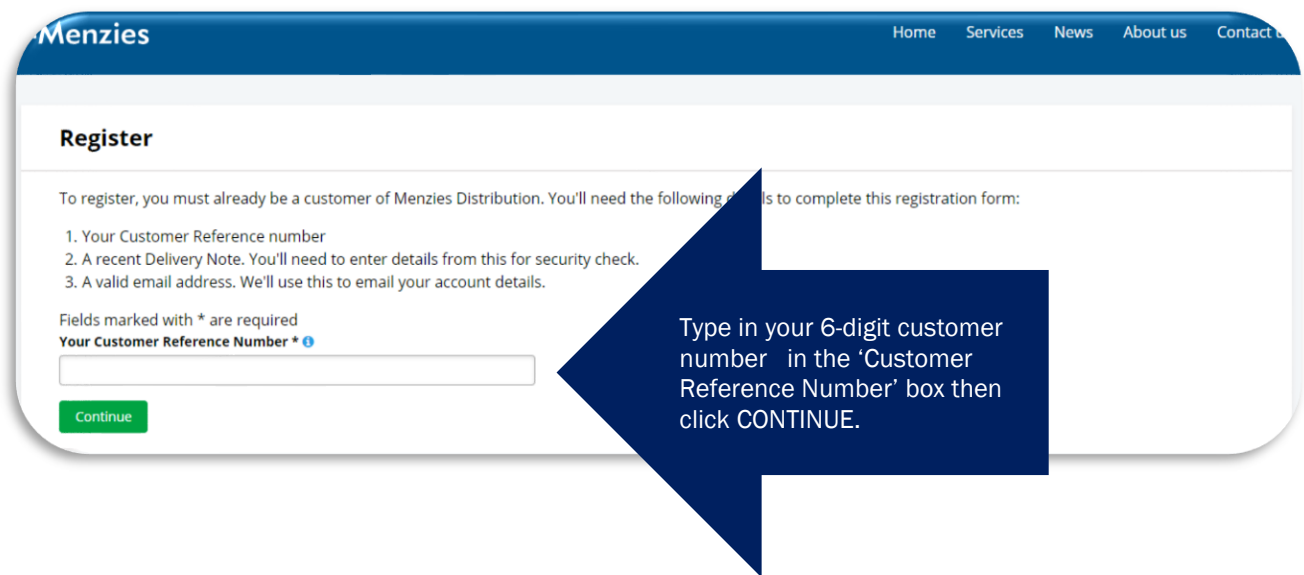 Menzies
Home Services News About us Contact
Register
To register, you must already be a customer of Menzies Distribution. You'll need the following ls to complete this registration form:
1. Your Customer Reference number
2. A recent Delivery Note. You'll need to enter details from this for security check.
3. A valid email address. We'll use this to email your account details.
Fields marked with * are required
Your Customer Reference Number *
Continue
Type in your 6-digit customer
number in the ‘Customer
Reference Number’ box then
click CONTINUE.